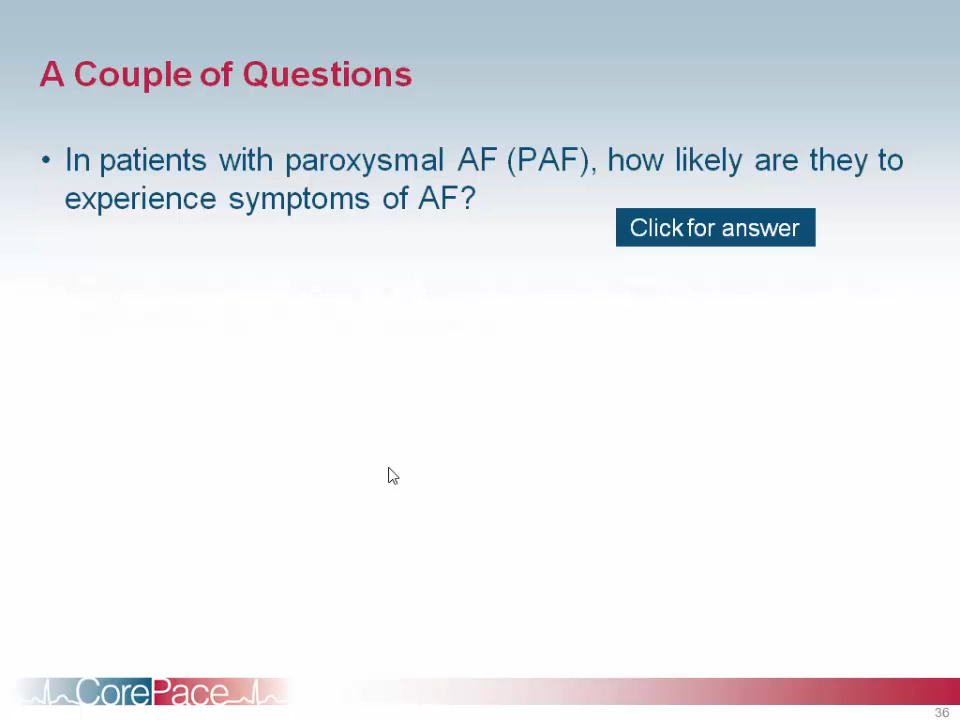 A Couple of Questions
• In patients with paroxysmal AF (PAF), how likely are they to
experience symptoms of AF?
Click for answer
CorePace
36